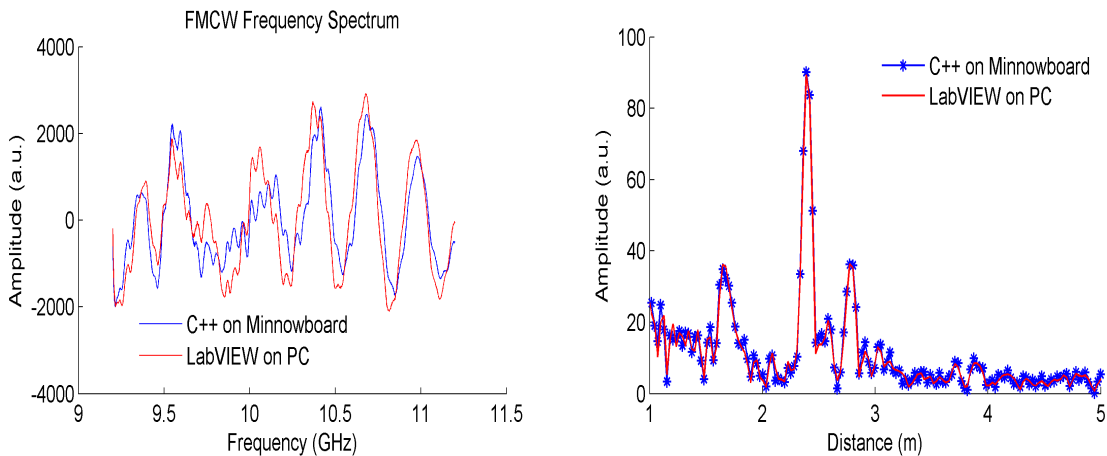 FMCW Frequency Spectrum
4000
2000
0
-2000
-4000
9
9.5
10
10.5
11
11.5
Amplitude (a.u.)
Frequency (GHz)
C++ on Minnowboard
LabVIEW on PC
100
80
60
40
20
0
1
2
3
4
5
Amplitude (a.u.)
Distance (m)
C++ on Minnowboard
LabVIEW on PC